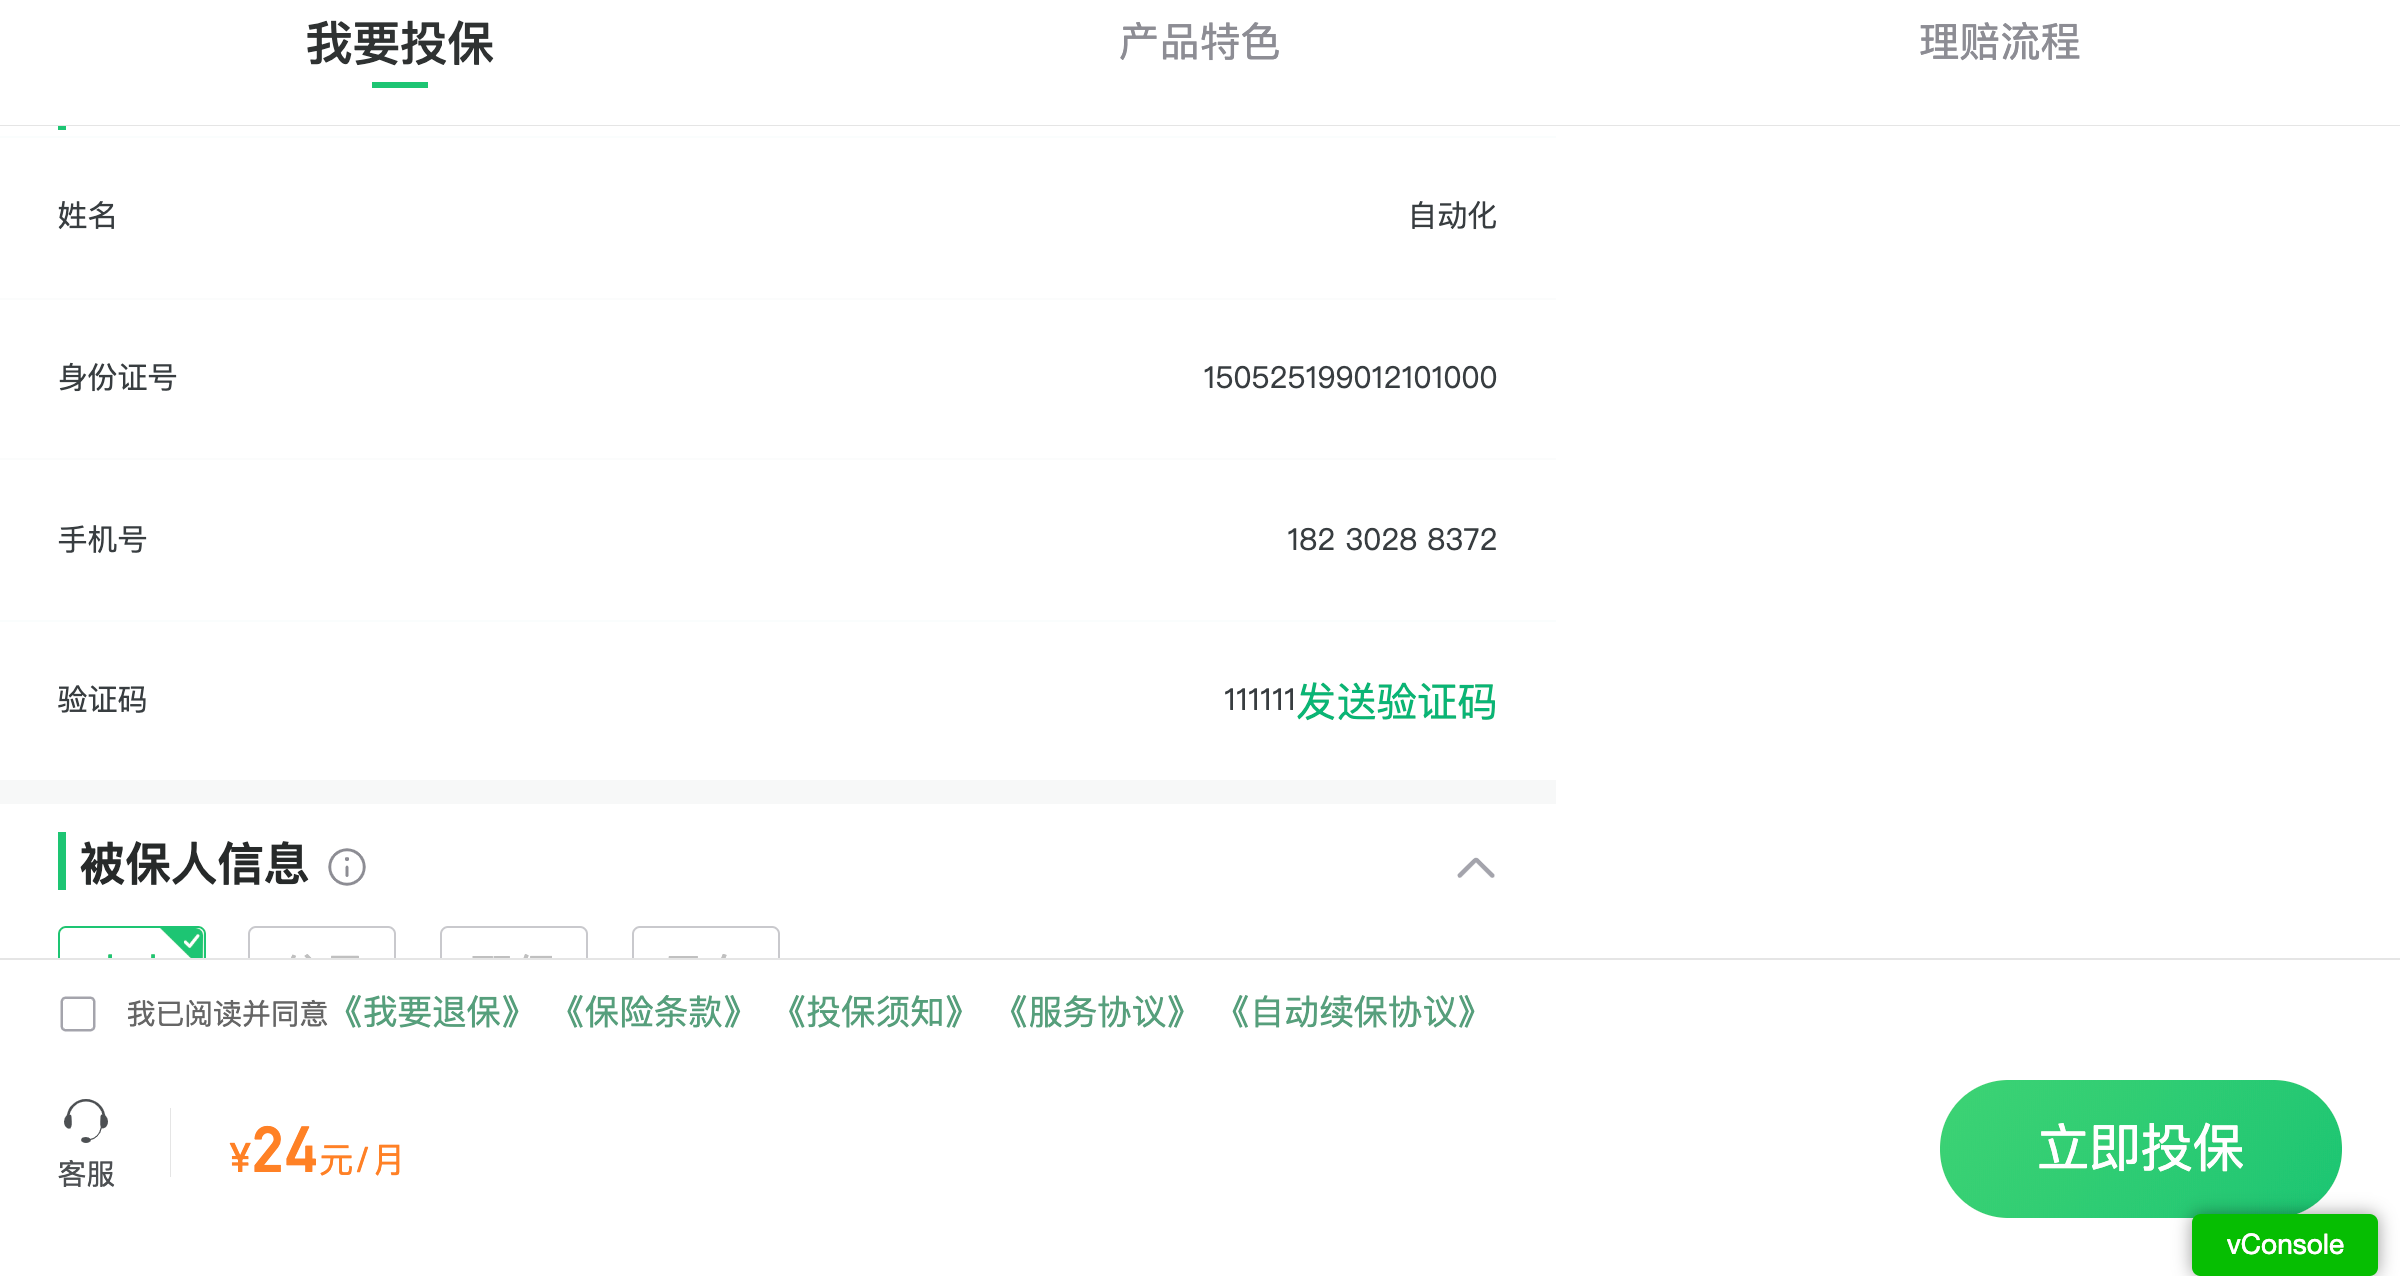 我要投保 产品特色 理赔流程
姓名 自动化
身份证号 150525199012101000
手机号 182 3028 8372
验证码 111111发送验证码
被保人信息
我已阅读并同意《我要退保》 《保险条款》 《投保须知》 《服务协议》 《自动续保协议》
¥24元/月 立即投保
客服
vConsole